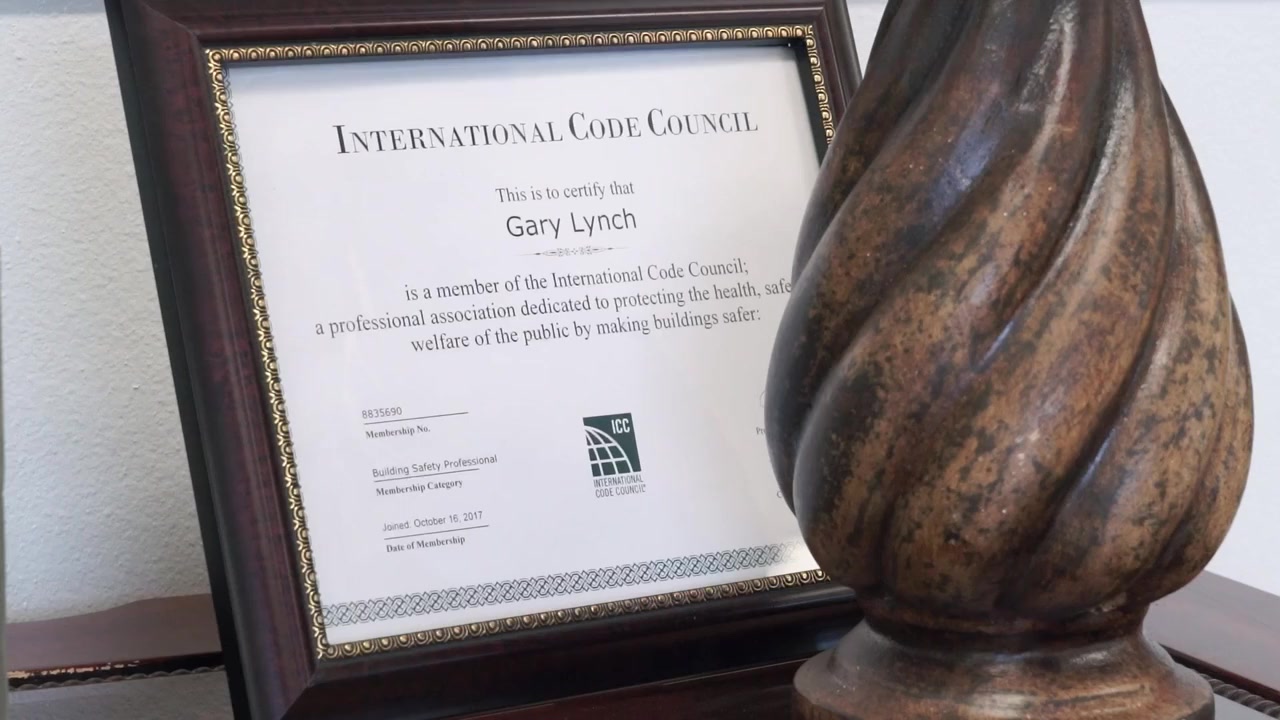 INTERNATIONAL CODE COUNCIL
This is to certify that
Gary Lynch
is a member of the International Code Council;
a professional association dedicated to protecting the health,
welfare of the public by making buildings safer:
8835690
Membership No.
Building Safety Professional
Membership Category
Joined: October 16, 2017
Date of Membership
ICC
INTERNATIONAL
CODE COUNCIL